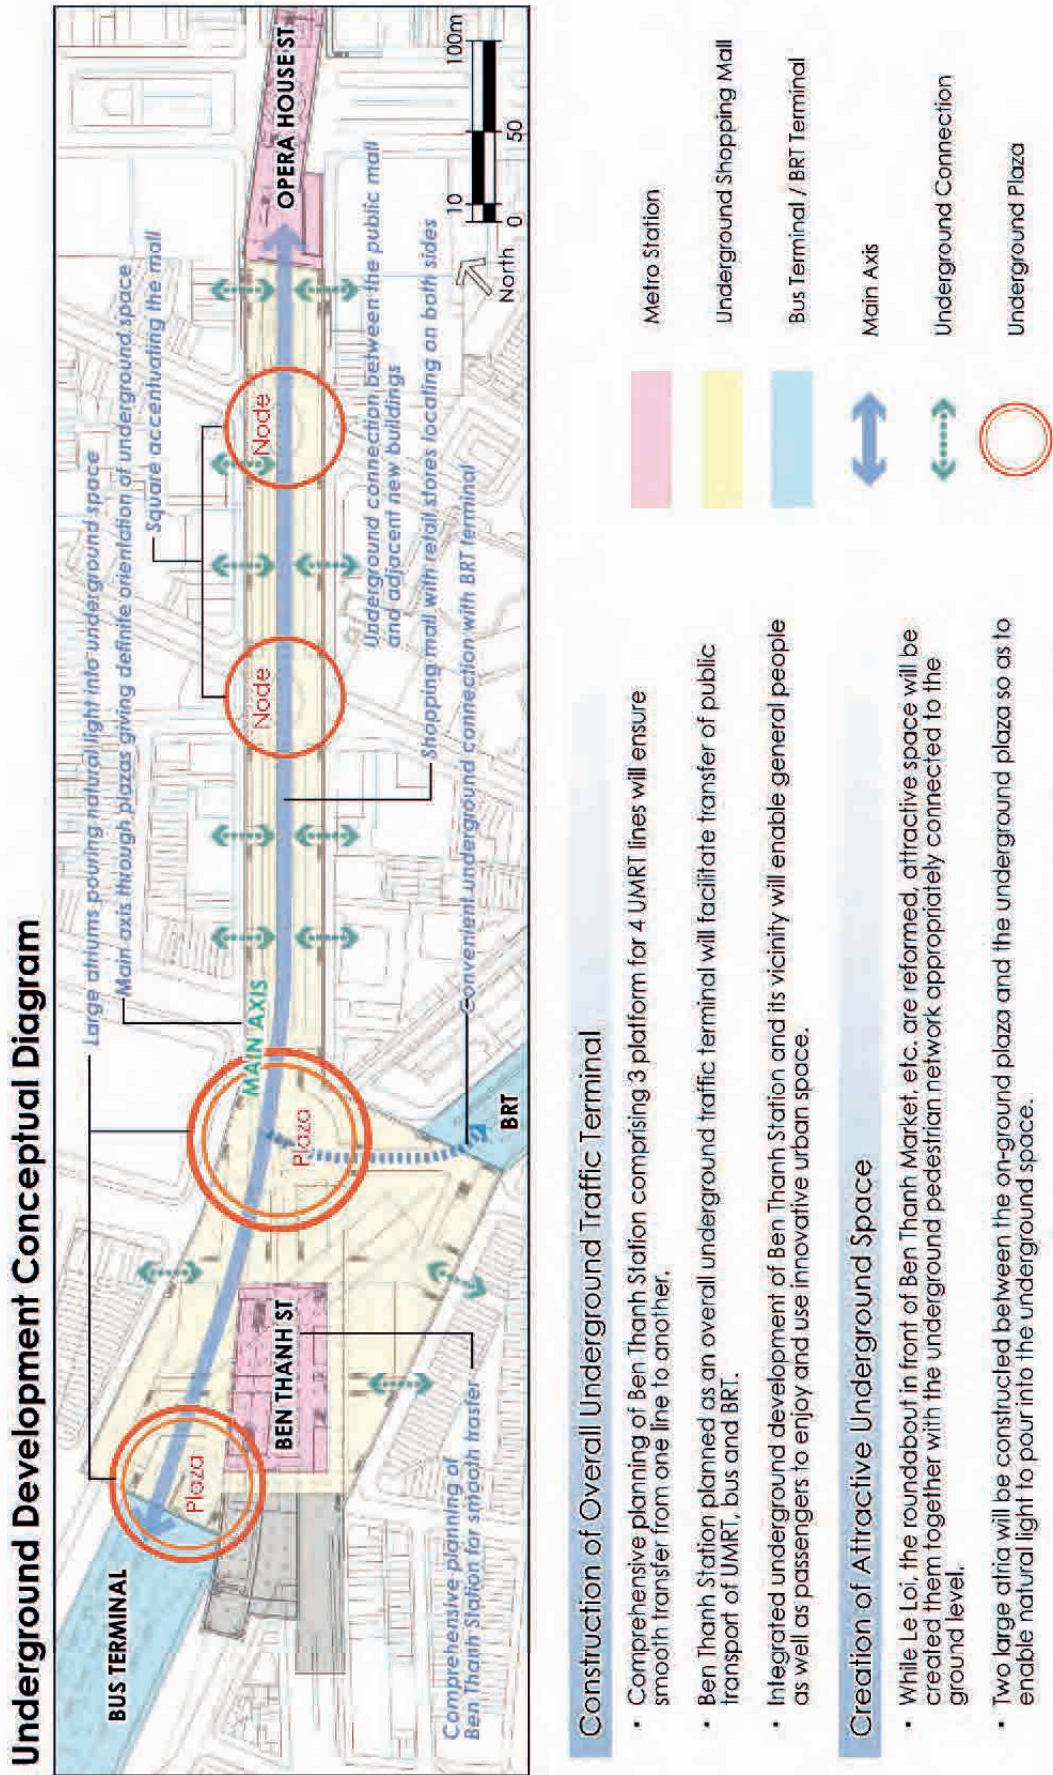 Underground Development Conceptual Diagram
Large atriums pouring natural light into underground space
Main axis through plazas giving definite orientation of underground space
Square accentuating the mall
BUS TERMINAL
Plaza
BEN THANH ST
Plaza
MAIN AXIS
Node
Node
OPERA HOUSE ST
BRT
Underground connection between the public mall
and adjacent new buildings
Shopping mall with retail stores locating on both sides
Convenient underground connection with BRT terminal
Comprehensive planning of
Ben Thanh Station for smooth traster
North
0
10
50
100m
Construction of Overall Underground Traffic Terminal
• Comprehensive planning of Ben Thanh Station comprising 3 platform for 4 UMRT lines will ensure
smooth transfer from one line to another.
• Ben Thanh Station planned as an overall underground traffic terminal will facilitate transfer of public
transport of UMRT, bus and BRT.
• Integrated underground development of Ben Thanh Station and its vicinity will enable general people
as well as passengers to enjoy and use innovative urban space.
Creation of Attractive Underground Space
• While Le Loi, the roundabout in front of Ben Thanh Market, etc. are reformed, attractive space will be
created them together with the underground pedestrian network appropriately connected to the
ground level.
• Two large atria will be constructed between the on-ground plaza and the underground plaza so as to
enable natural light to pour into the underground space.
Metro Station
Underground Shopping Mall
Bus Terminal / BRT Terminal
Main Axis
Underground Connection
Underground Plaza